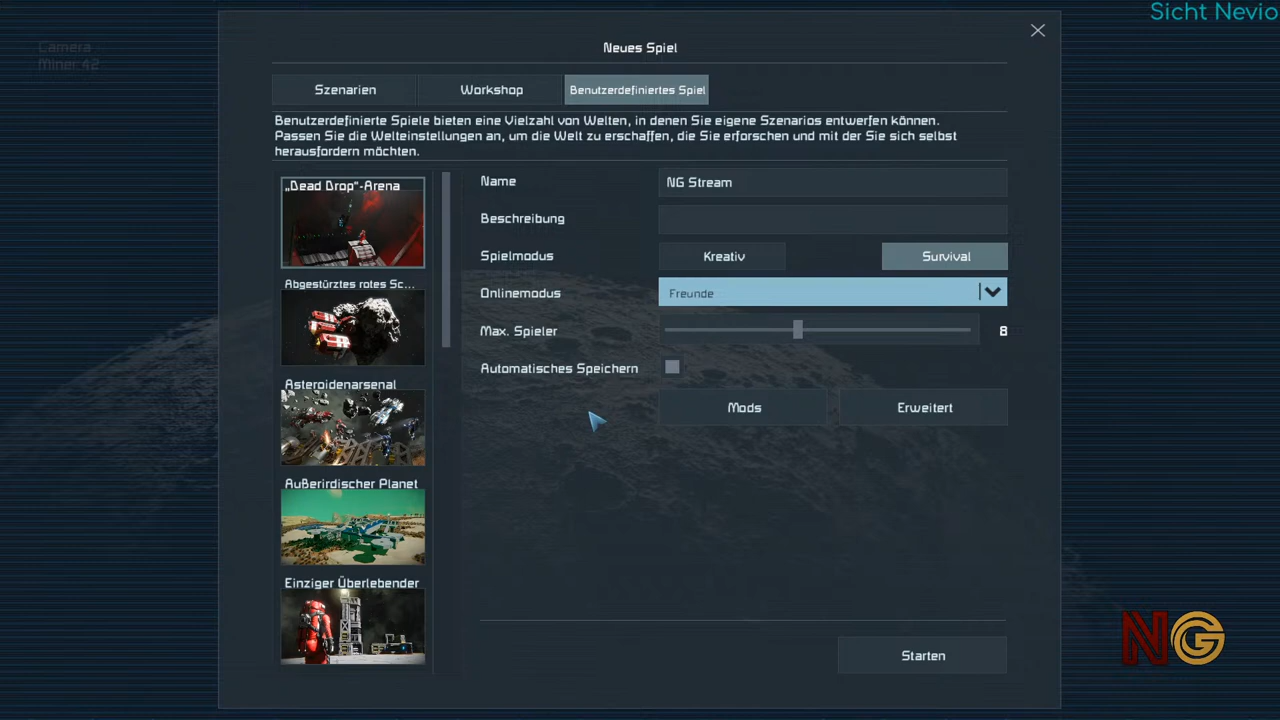 Sicht Nevio
Camera
Miner 42
Neues Spiel
Szenarien
Workshop
Benutzerdefiniertes Spiel
Benutzerdefinierte Spiele bieten eine Vielzahl von Welten, in denen Sie eigene Szenarios entwerfen können.
Passen Sie die Welteinstellungen an, um die Welt zu erschaffen, die Sie erforschen und mit der Sie sich selbst
herausfordern möchten.
„Dead Drop"-Arena
Abgestürztes rotes Sc...
Asteroidenarsenal
Außerirdischer Planet
Einziger Überlebender
Name
NG Stream
Beschreibung
Spielmodus
Kreativ
Survival
Onlinemodus
Freunde
Max. Spieler
8
Automatisches Speichern
Mods
Erweitert
Starten
NG